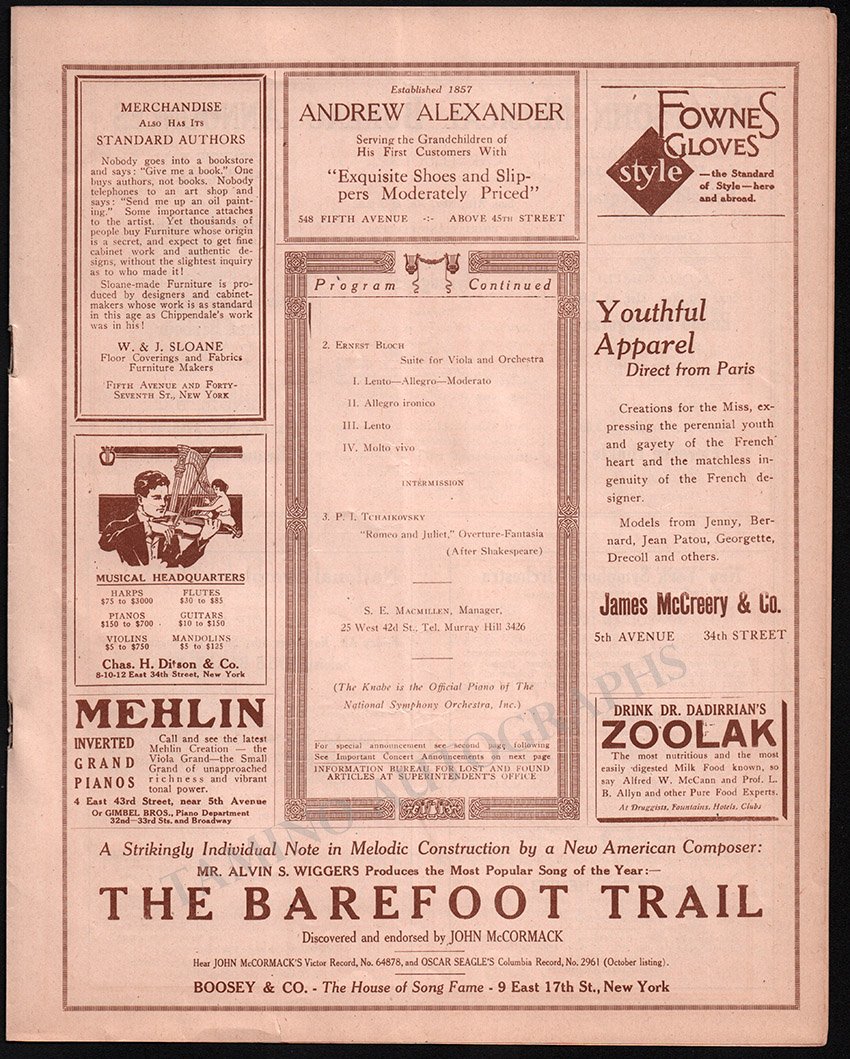 MERCHANDISE
ALSO HAS ITS
STANDARD AUTHORS
Nobody goes into a bookstore
and says: "Give me a book." One
buys authors, not books. Nobody
telephones to an art shop and
says: "Send me up an oil paint-
ing." Some importance attaches
to the artist. Yet thousands of
people buy Furniture whose origin
is a secret, and expect to get fine
cabinet work and authentic de-
signs, without the slightest inquiry
as to who made it!
Sloane-made Furniture is pro-
duced by designers and cabinet-
makers whose work is as standard
in this age as Chippendale's work
was in his!
W. & J. SLOANE
Floor Coverings and Fabrics
Furniture Makers
FIFTH AVENUE AND FORTY-
SEVENTH ST., NEW YORK
MUSICAL HEADQUARTERS
HARPS FLUTES
$75 to $3000 $30 to $85
PIANOS GUITARS
$150 to $700 $10 to $150
VIOLINS MANDOLINS
$5 to $750 $5 to $125
Chas. H. Ditson & Co.
8-10-12 East 34th Street, New York
MEHLIN
INVERTED
GRAND
PIANOS
Call and see the latest
Mehlin Creation — the
Viola Grand—the Small
Grand of unapproached
richness and vibrant
tonal power.
4 East 43rd Street, near 5th Avenue
Or GIMBEL BROS., Piano Department
32nd—33rd Sts. and Broadway
Established 1857
ANDREW ALEXANDER
Serving the Grandchildren of
His First Customers With
"Exquisite Shoes and Slip-
pers Moderately Priced"
548 FIFTH AVENUE -:- ABOVE 45TH STREET
Program Continued
2. ERNEST BLOCH
Suite for Viola and Orchestra
I. Lento—Allegro—Moderato
II. Allegro ironico
III. Lento
IV. Molto vivo
INTERMISSION
3. P. I. TCHAIKOVSKY
"Romeo and Juliet," Overture-Fantasia
(After Shakespeare)
S. E. MACMILLEN, Manager,
25 West 42d St., Tel. Murray Hill 3426
(The Knabe is the Official Piano of The
National Symphony Orchestra, Inc.)
For special announcement see second page following
See Important Concert Announcements on next page
INFORMATION BUREAU FOR LOST AND FOUND
ARTICLES AT SUPERINTENDENT'S OFFICE
FOWNES
GLOVES
style
—the Standard
of Style—here
and abroad.
Youthful
Apparel
Direct from Paris
Creations for the Miss, ex-
pressing the perennial youth
and gayety of the French
heart and the matchless in-
genuity of the French de-
signer.
Models from Jenny, Ber-
nard, Jean Patou, Georgette,
Drecoll and others.
James McCreery & Co.
5th AVENUE 34th STREET
DRINK DR. DADIRRIAN'S
ZOOLAK
The most nutritious and the most
easily digested Milk Food known, so
say Alfred W. McCann and Prof. L.
B. Allyn and other Pure Food Experts.
At Druggists, Fountains, Hotels, Clubs
A Strikingly Individual Note in Melodic Construction by a New American Composer:
MR. ALVIN S. WIGGERS Produces the Most Popular Song of the Year:—
THE BAREFOOT TRAIL
Discovered and endorsed by JOHN McCORMACK
Hear JOHN McCORMACK'S Victor Record, No. 64878, and OSCAR SEAGLE'S Columbia Record, No. 2961 (October listing).
BOOSEY & CO. - The House of Song Fame - 9 East 17th St., New York
TAMINO AUTOGRAPHS